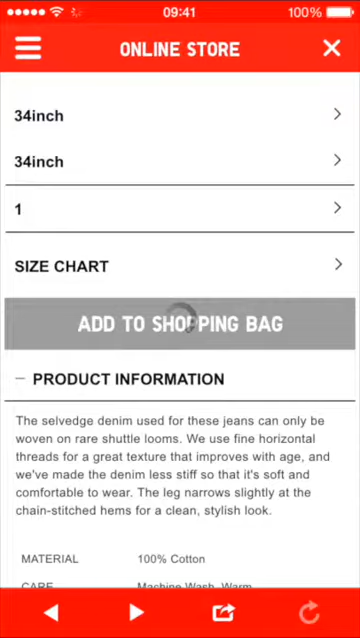 09:41
100%
ONLINE STORE
34inch
34inch
1
SIZE CHART
ADD TO SHOPPING BAG
PRODUCT INFORMATION
The selvedge denim used for these jeans can only be
woven on rare shuttle looms. We use fine horizontal
threads for a great texture that improves with age, and
we've made the denim less stiff so that it's soft and
comfortable to wear. The leg narrows slightly at the
chain-stitched hems for a clean, stylish look.
MATERIAL 100% Cotton
CARE Machine Wash, Warm